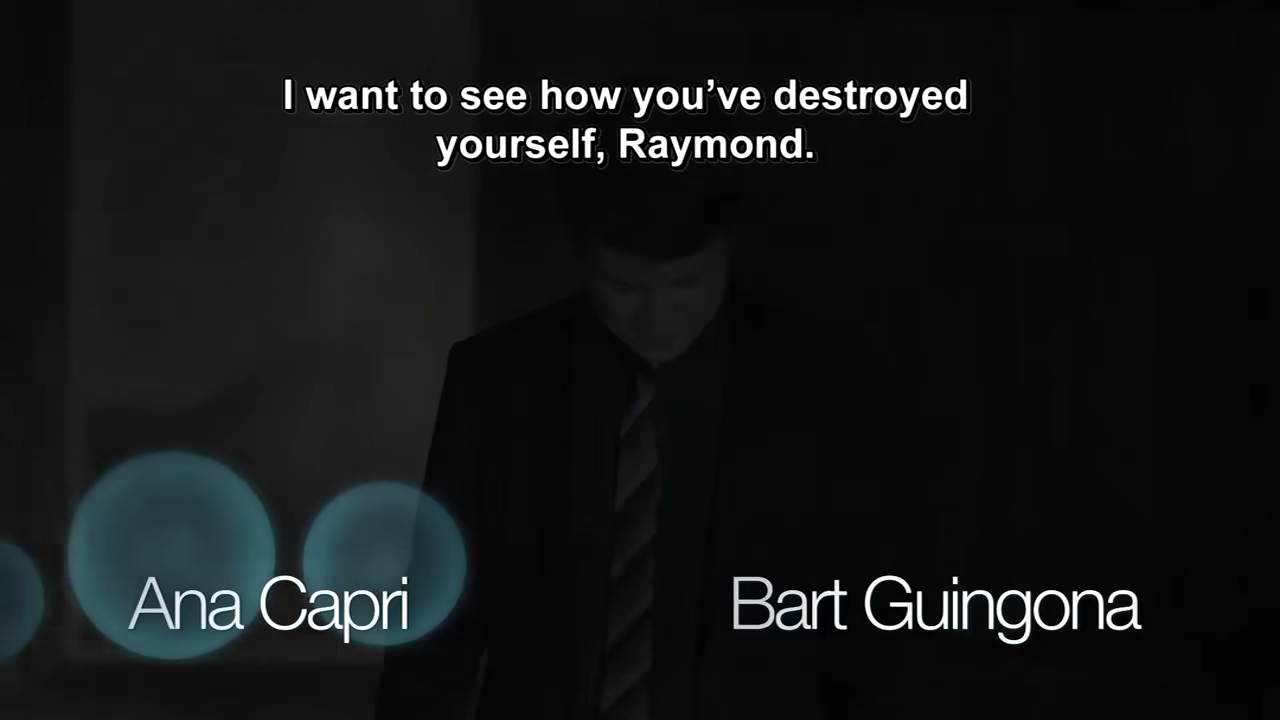 I want to see how you’ve destroyed
yourself, Raymond.
Ana Capri
Bart Guingona